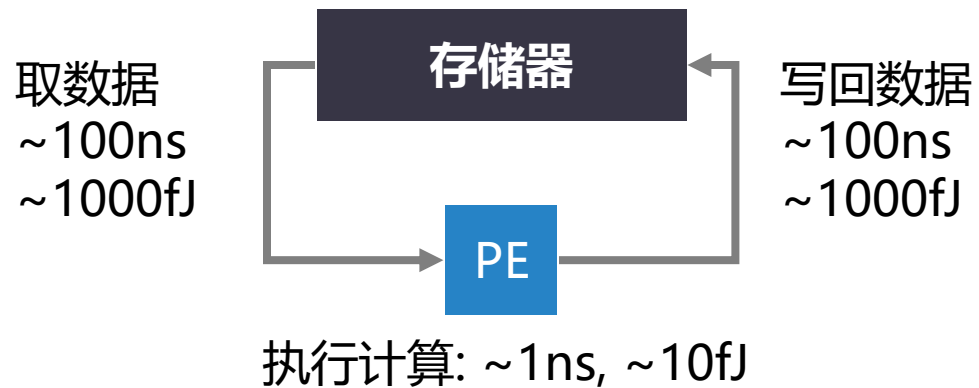 存储器
取数据
~100ns
~1000fJ
写回数据
~100ns
~1000fJ
PE
执行计算: ~1ns, ~10fJ